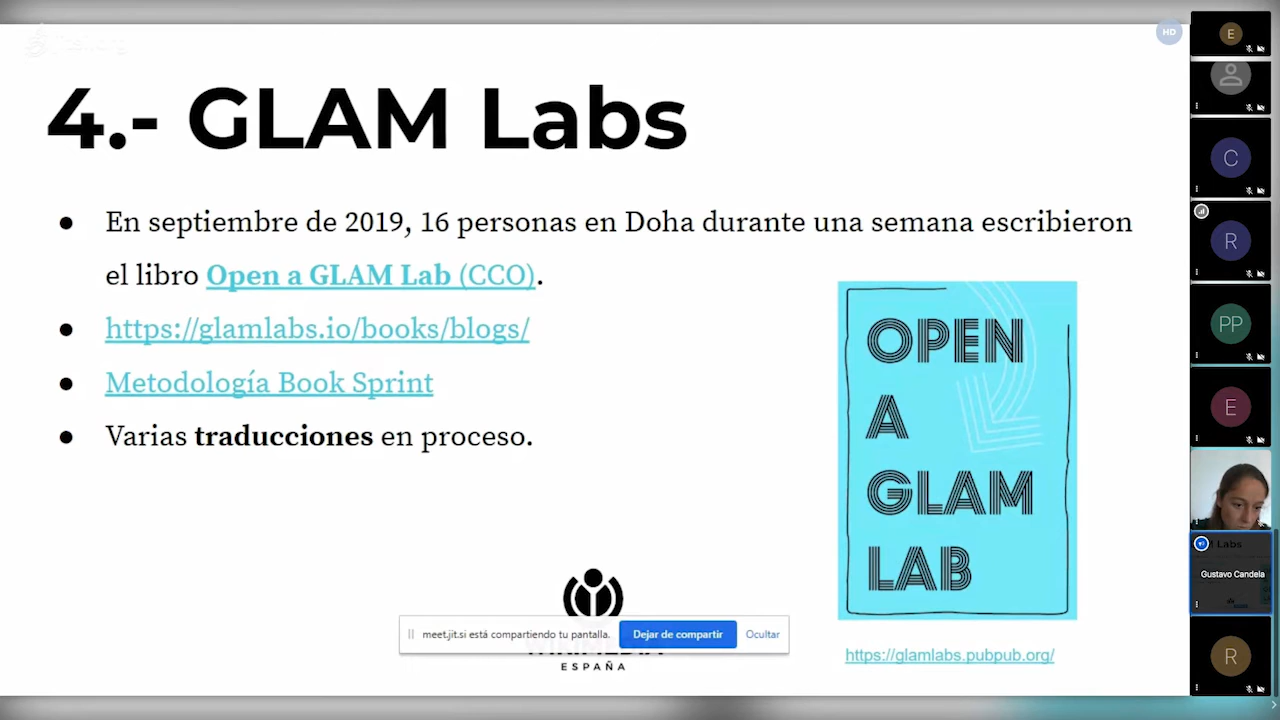 HD
4.- GLAM Labs
● En septiembre de 2019, 16 personas en Doha durante una semana escribieron
el libro Open a GLAM Lab (CCO).
● https://glamlabs.io/books/blogs/
● Metodología Book Sprint
● Varias traducciones en proceso.
OPEN
A
GLAM
LAB
https://glamlabs.pubpub.org/
meet.jit.si está compartiendo tu pantalla.
Dejar de compartir
Ocultar
ESPAÑA
E
C
R
PP
E
Labs
Gustavo Candela
R